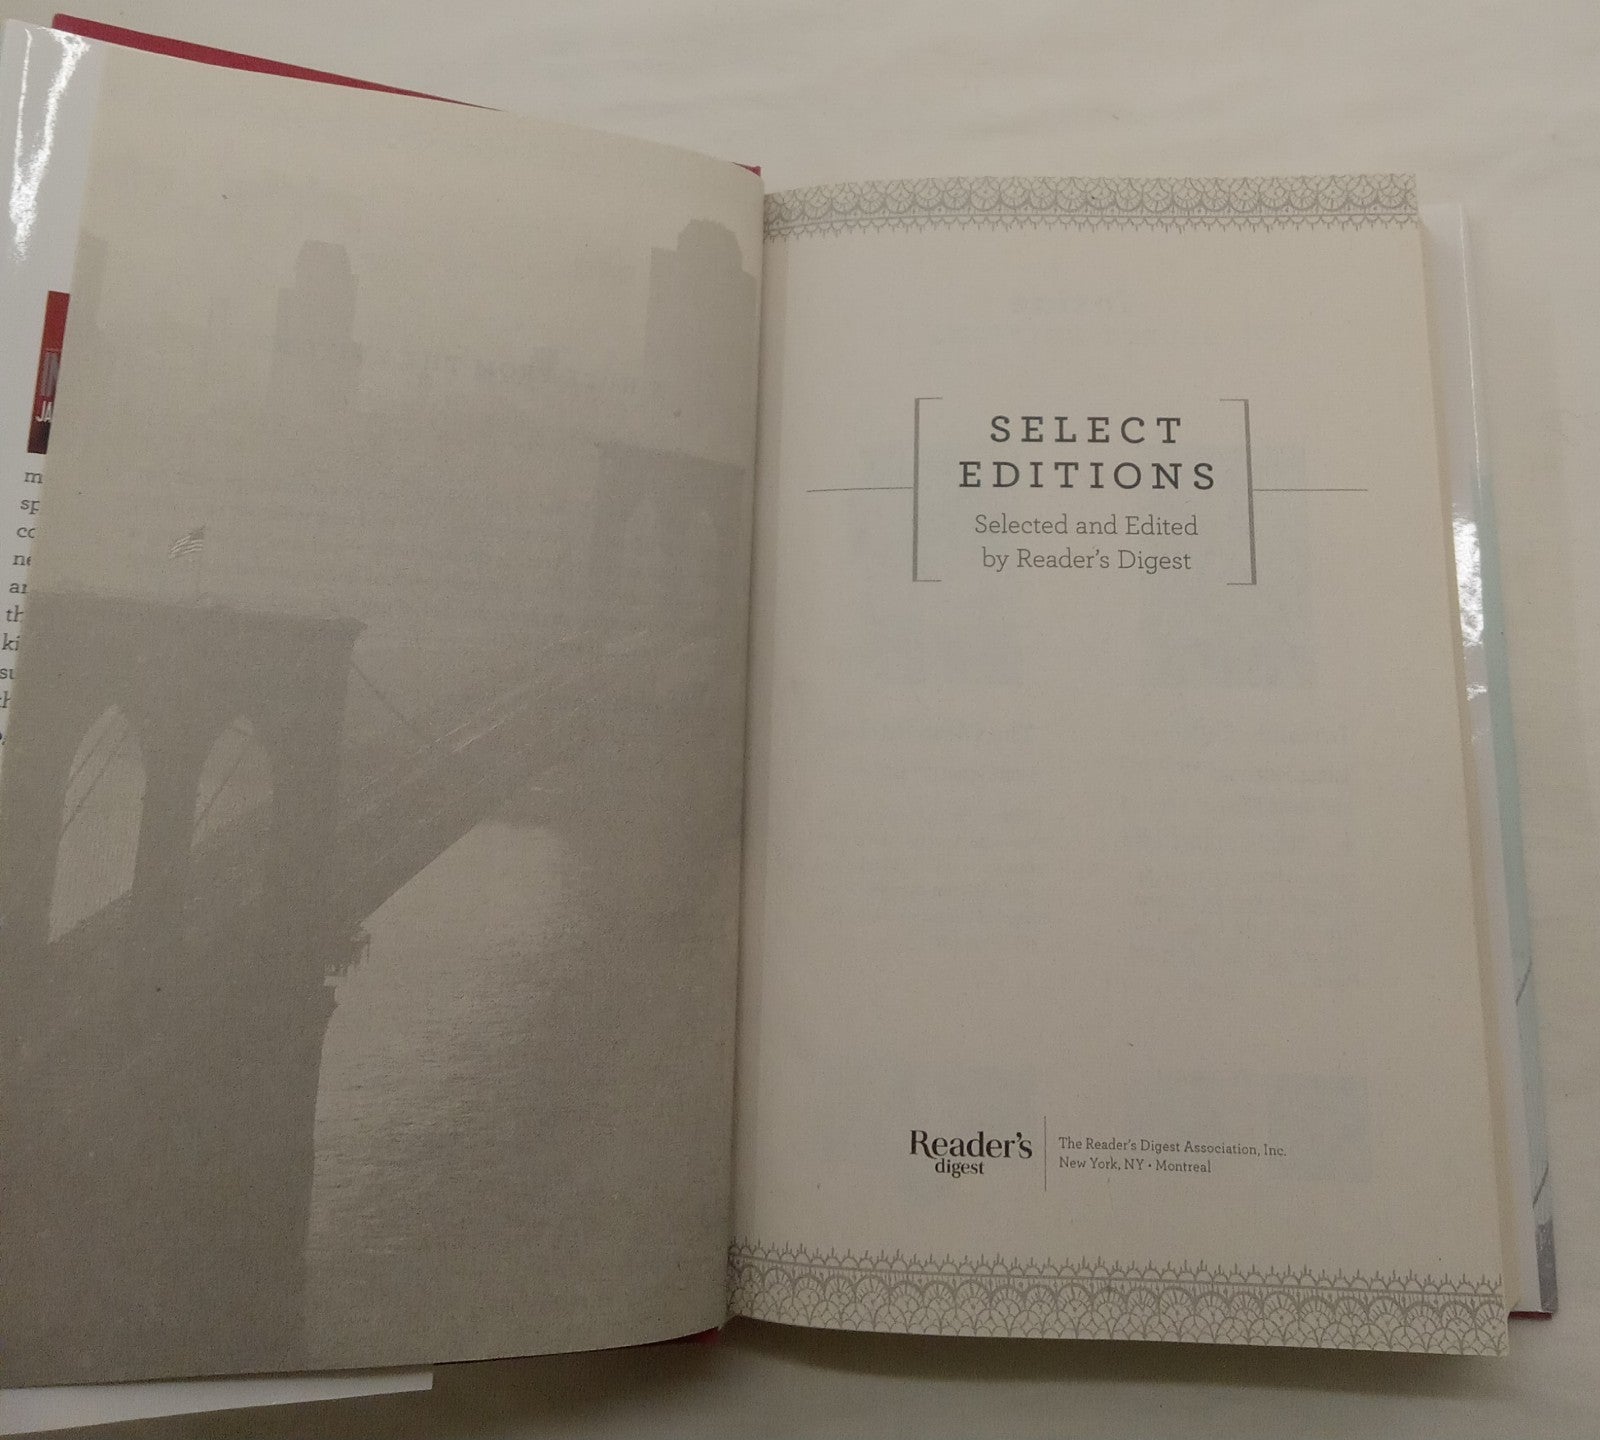 SELECT
EDITIONS
Selected and Edited
by Reader's Digest
Reader's
digest
The Reader's Digest Association, Inc.
New York, NY • Montreal